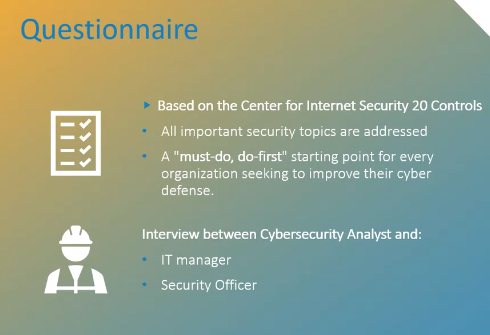 Questionnaire
Based on the Center for Internet Security 20 Controls
• All important security topics are addressed
• A "must-do, do-first" starting point for every
organization seeking to improve their cyber
defense.
Interview between Cybersecurity Analyst and:
• IT manager
• Security Officer